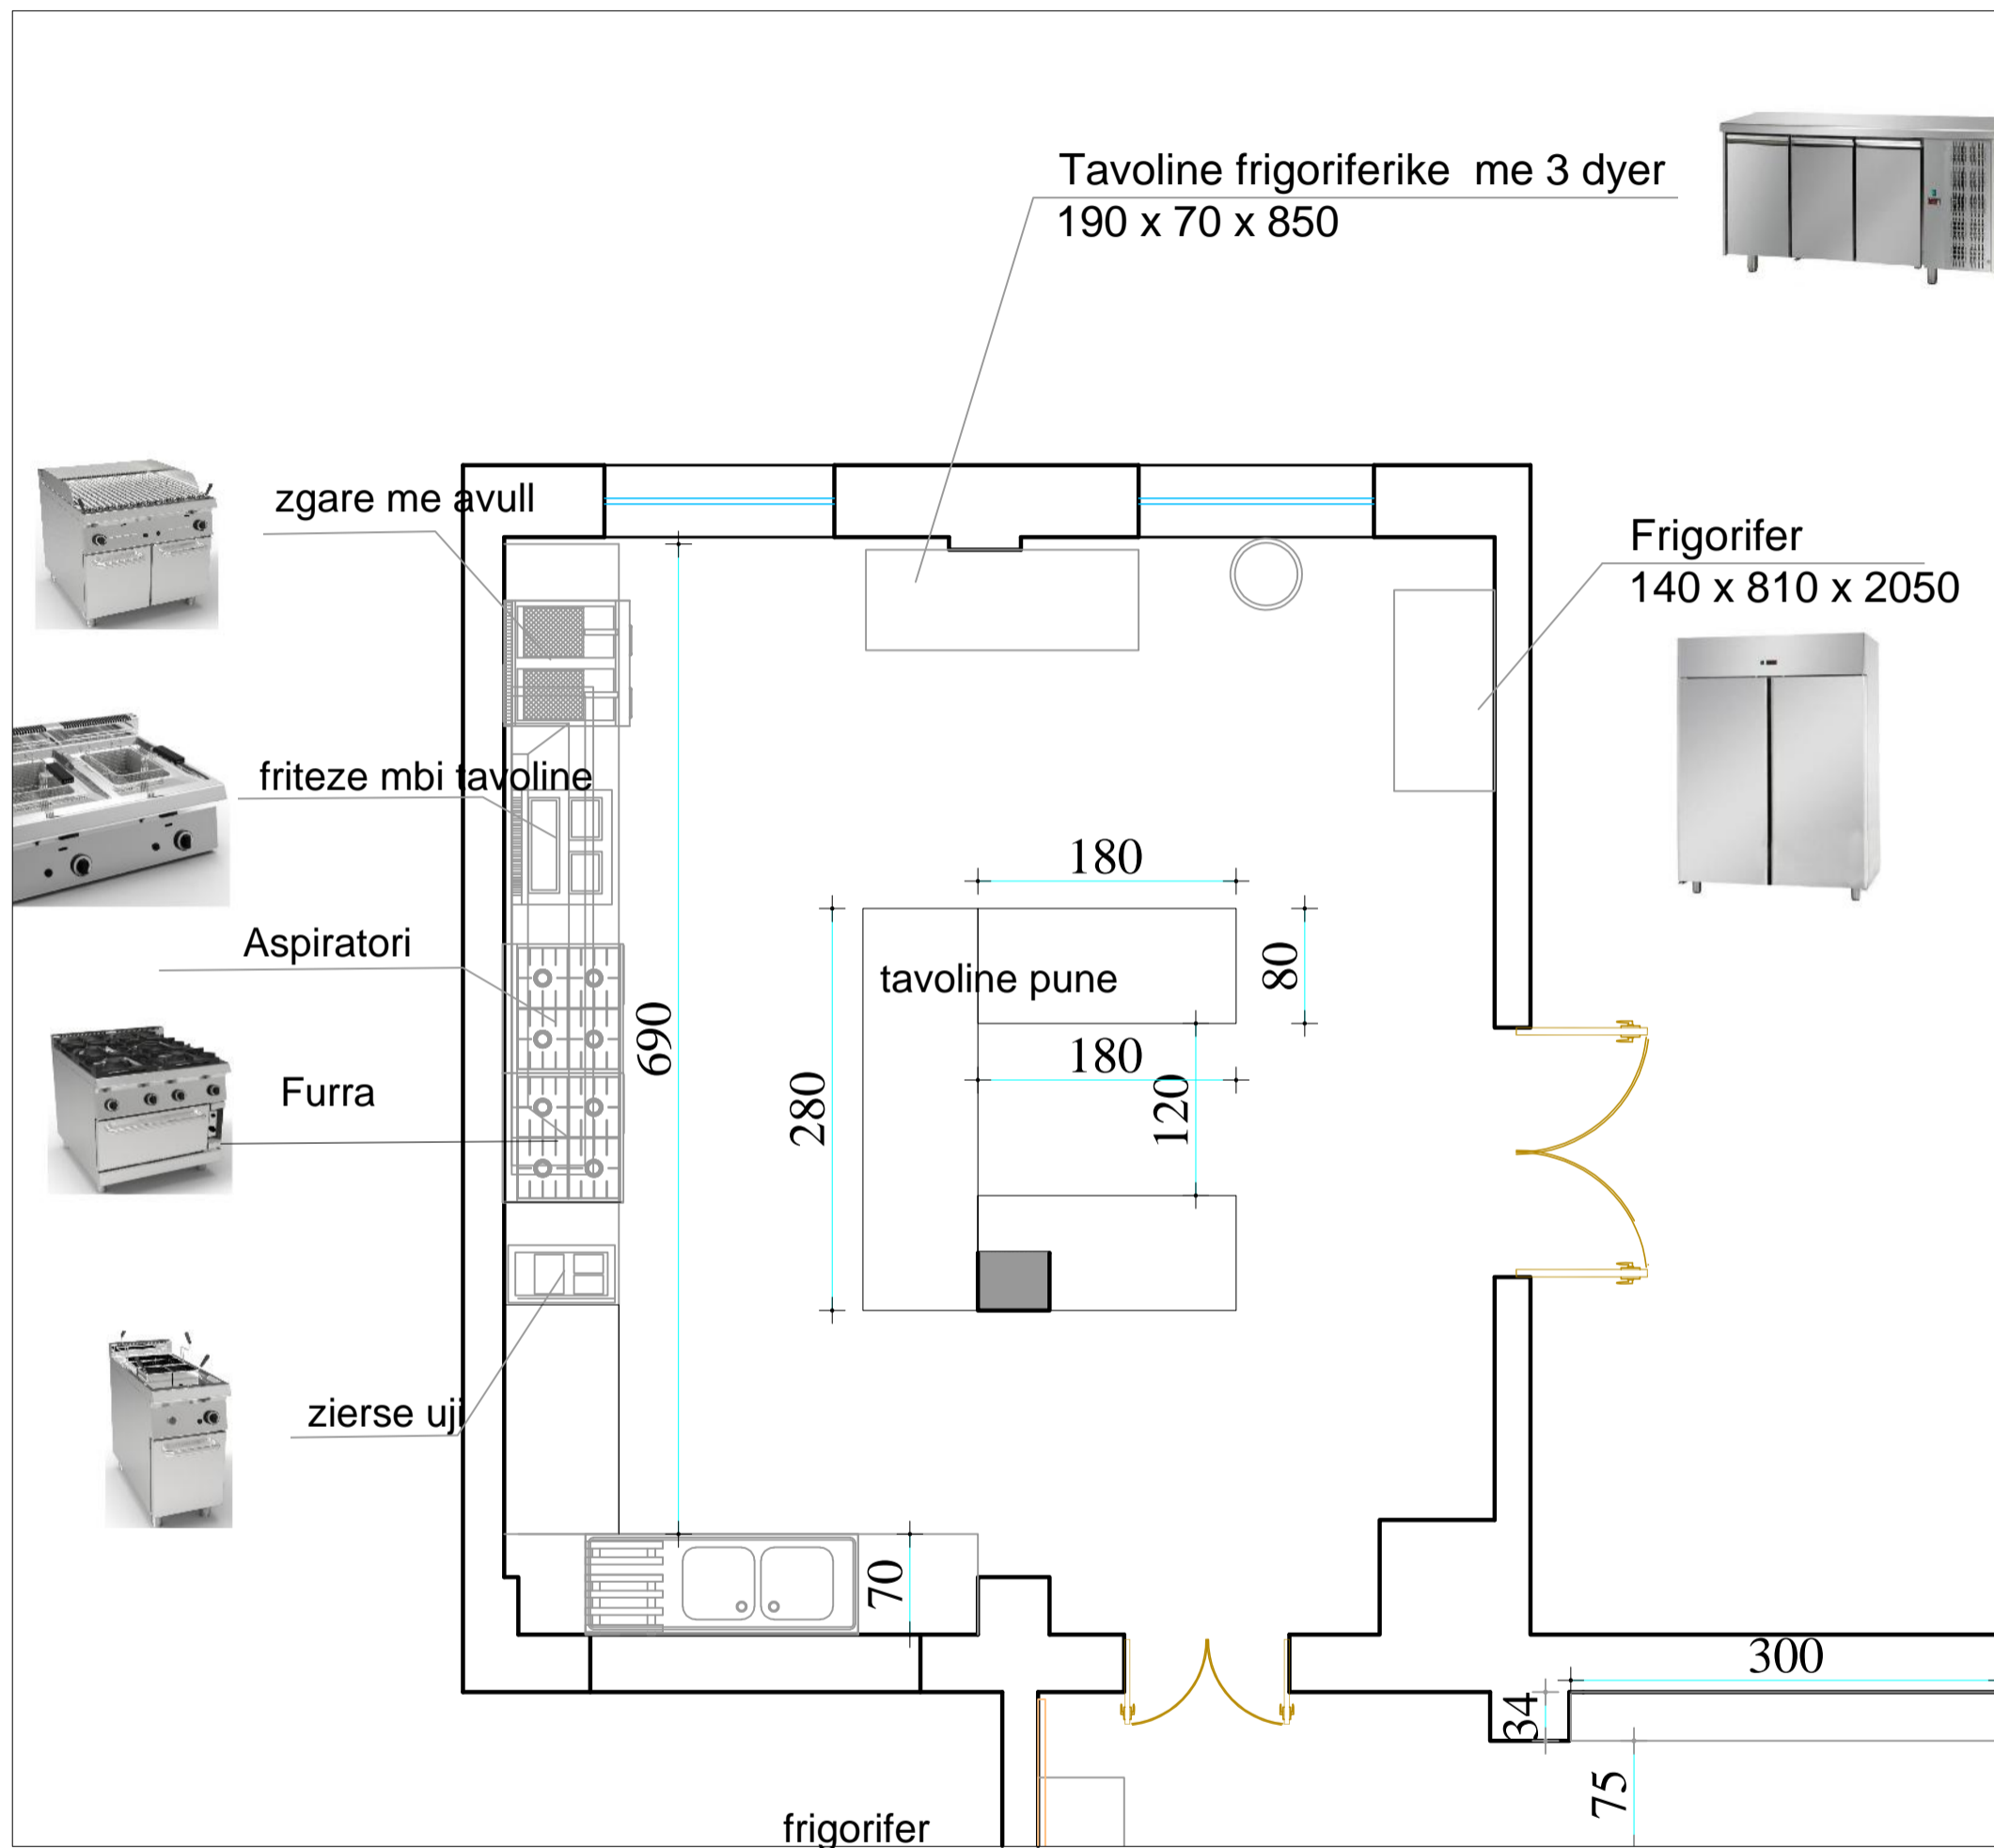 Tavoline frigoriferike me 3 dyer
190 x 70 x 850
zgare me avull
Frigorifer
140 x 810 x 2050
friteze mbi tavoline
180
Aspiratori
tavoline pune
80
690
180
Furra
280
120
zierse uji
70
300
34
75
frigorifer